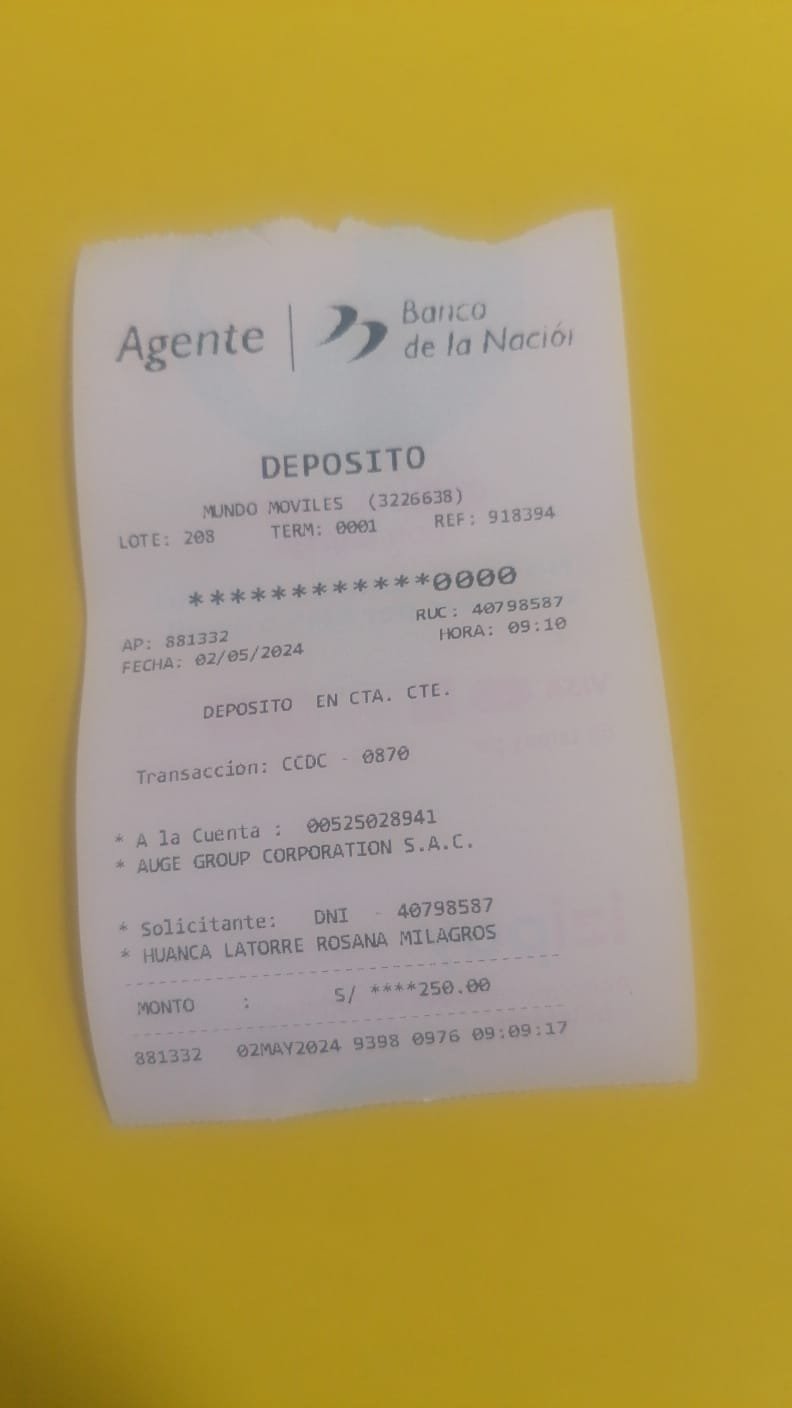 Agente | Banco
de la Nación
DEPOSITO
MUNDO MOVILES (3226638)
LOTE: 208 TERM: 0001 REF: 918394
************0000
AP: 881332 RUC: 40798587
FECHA: 02/05/2024 HORA: 09:10
DEPOSITO EN CTA. CTE.
Transaccion: CCDC - 0870
* A la Cuenta : 00525028941
* AUGE GROUP CORPORATION S.A.C.
* Solicitante: DNI - 40798587
* HUANCA LATORRE ROSANA MILAGROS
MONTO : S/ ****250.00
881332 02MAY2024 9398 0976 09:09:17